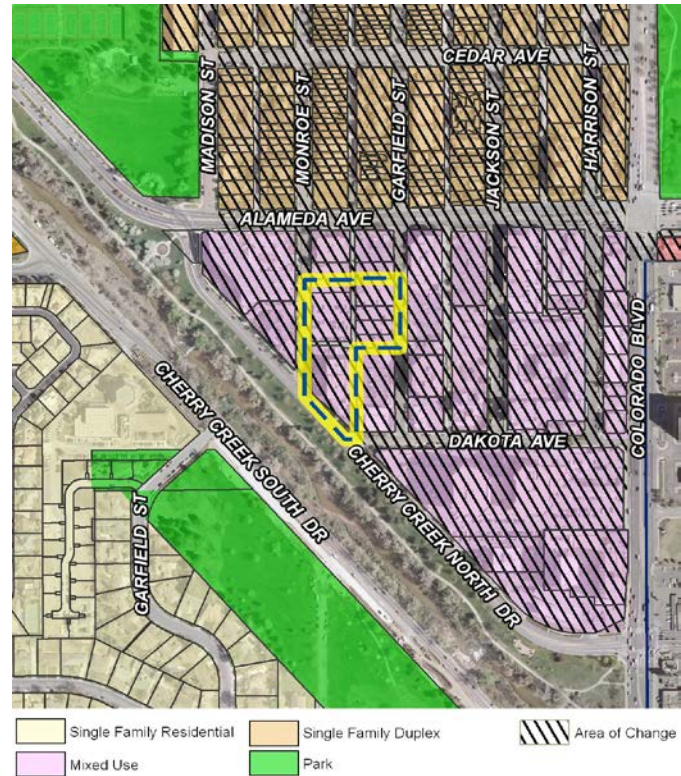 CEDAR AVE
MADISON ST
MONROE ST
GARFIELD ST
JACKSON ST
HARRISON ST
ALAMEDA AVE
COLORADO BLVD
CHERRY CREEK SOUTH DR
DAKOTA AVE
CHERRY CREEK NORTH DR
GARFIELD ST
Single Family Residential
Single Family Duplex
Area of Change
Mixed Use
Park